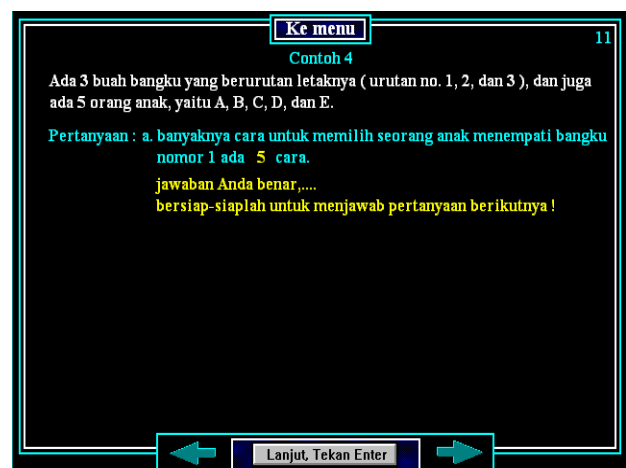 Ke menu
11
Contoh 4
Ada 3 buah bangku yang berurutan letaknya ( urutan no. 1, 2, dan 3 ), dan juga
ada 5 orang anak, yaitu A, B, C, D, dan E.
Pertanyaan : a. banyaknya cara untuk memilih seorang anak menempati bangku
nomor 1 ada 5 cara.
jawaban Anda benar,....
bersiap-siaplah untuk menjawab pertanyaan berikutnya !
Lanjut, Tekan Enter